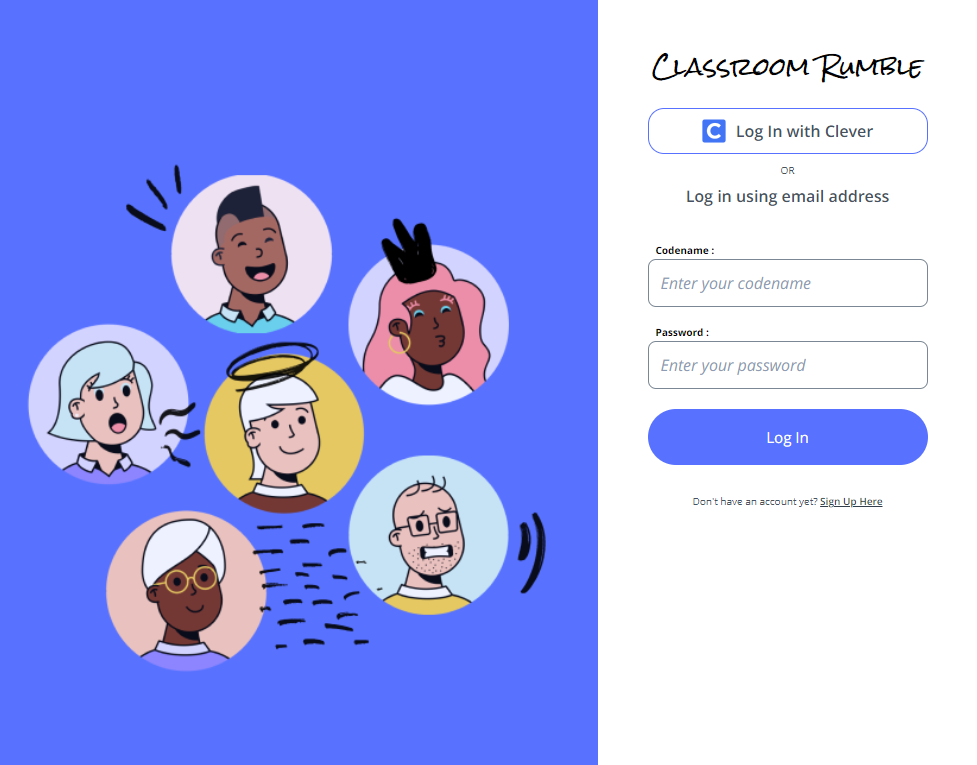 Classroom Rumble
C Log In with Clever
OR
Log in using email address
Codename :
Enter your codename
Password :
Enter your password
Log In
Don't have an account yet? Sign Up Here